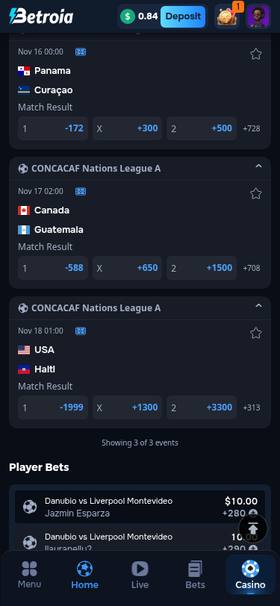 Betroia
$ 0.84 Deposit
1
Nov 16 00:00
Panama
Curaçao
Match Result
1 -172 X +300 2 +500 +728
CONCACAF Nations League A
Nov 17 02:00
Canada
Guatemala
Match Result
1 -588 X +650 2 +1500 +708
CONCACAF Nations League A
Nov 18 01:00
USA
Haiti
Match Result
1 -1999 X +1300 2 +3300 +313
Showing 3 of 3 events
Player Bets
Danubio vs Liverpool Montevideo $10.00
Jazmin Esparza +280
Danubio vs Liverpool Montevideo
Menu Home Live Bets Casino